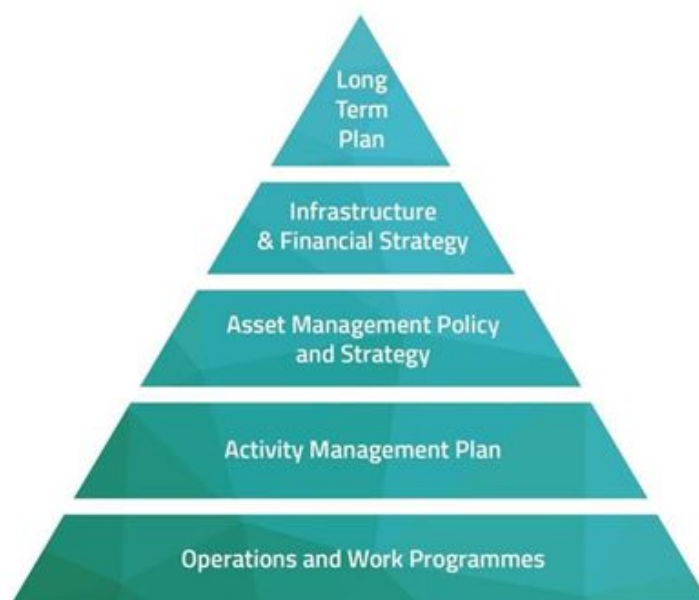 Long
Term
Plan
Infrastructure
& Financial Strategy
Asset Management Policy
and Strategy
Activity Management Plan
Operations and Work Programmes